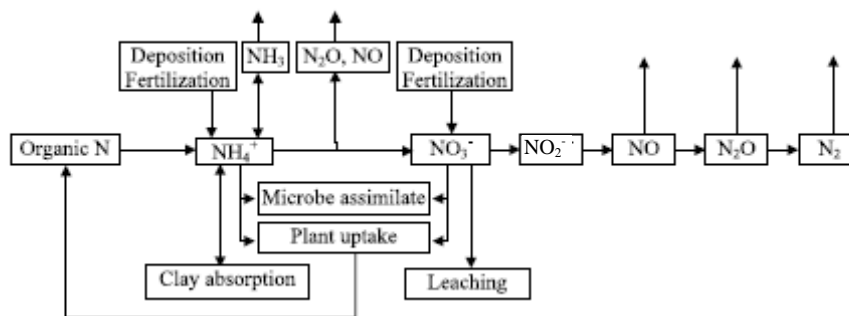 Deposition
Fertilization
NH₃
N₂O, NO
Deposition
Fertilization
Organic N
NH₄⁺
NO₃⁻
NO₂⁻
NO
N₂O
N₂
Microbe assimilate
Plant uptake
Clay absorption
Leaching